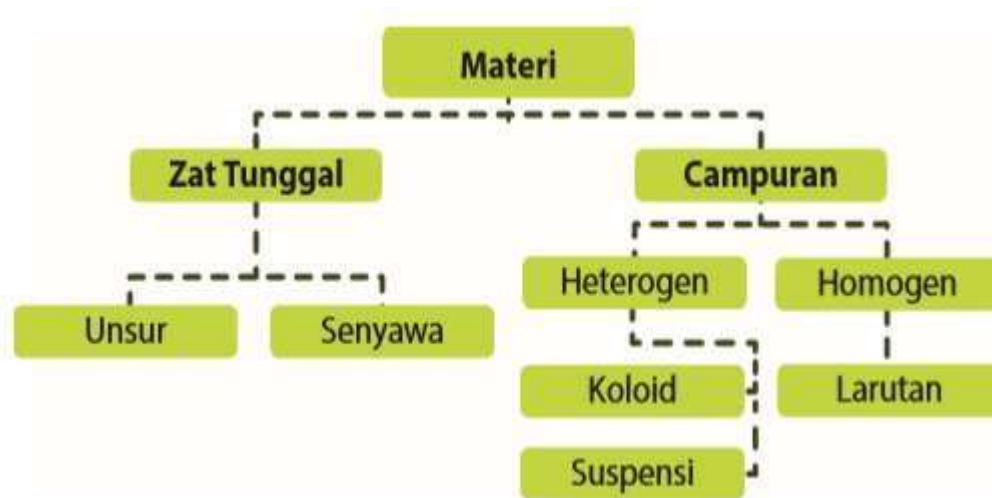 Materi
Zat Tunggal
Campuran
Unsur
Senyawa
Heterogen
Homogen
Koloid
Larutan
Suspensi